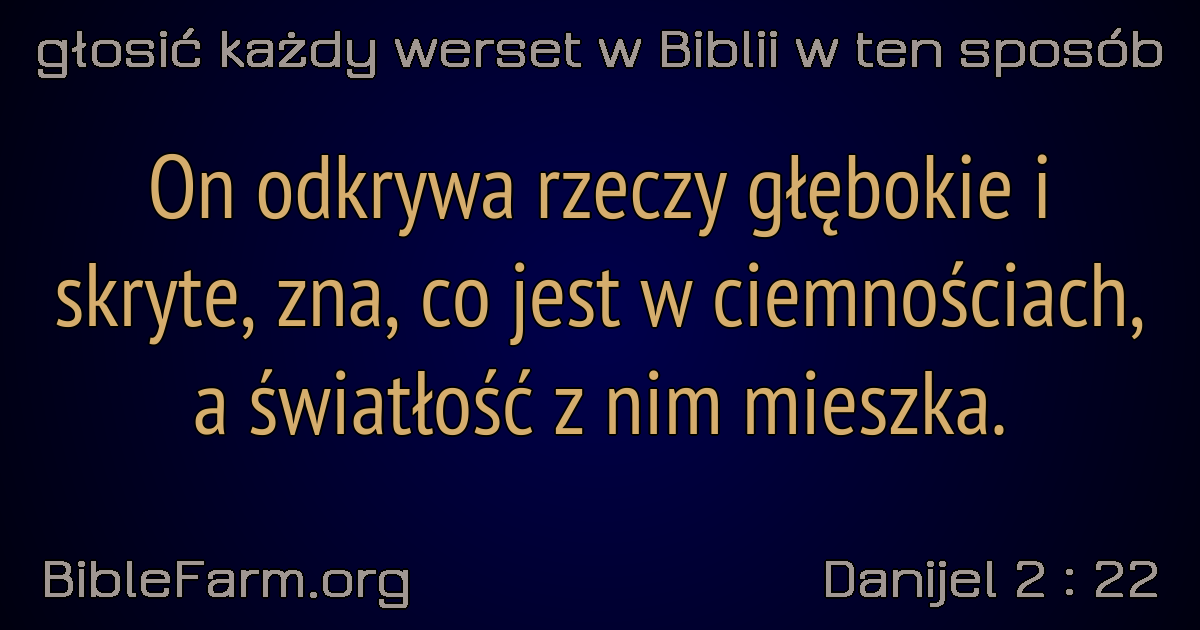 głosić każdy werset w Biblii w ten sposób
On odkrywa rzeczy głębokie i
skryte, zna, co jest w ciemnościach,
a światłość z nim mieszka.
BibleFarm.org
Danijel 2 : 22